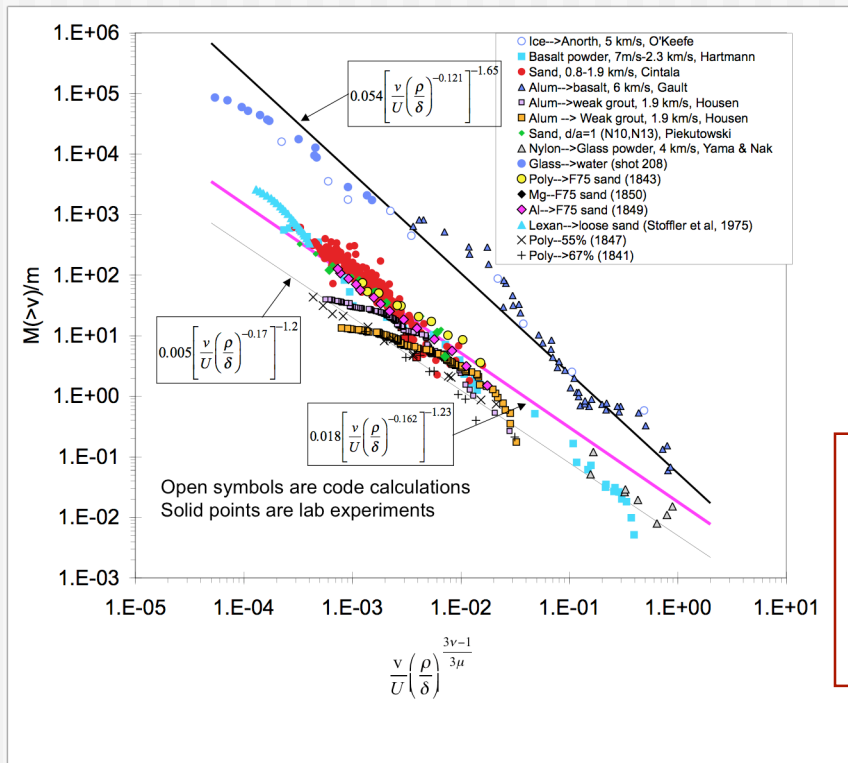 1.E+06
1.E+05
1.E+04
1.E+03
1.E+02
1.E+01
1.E+00
1.E-01
1.E-02
1.E-03
M(>v)/m
Ice-->Anorth, 5 km/s, O'Keefe
Basalt powder, 7m/s-2.3 km/s, Hartmann
Sand, 0.8-1.9 km/s, Cintala
Alum-->basalt, 6 km/s, Gault
Alum-->weak grout, 1.9 km/s, Housen
Alum --> Weak grout, 1.9 km/s, Housen
Sand, d/a=1 (N10,N13), Piekutowski
Nylon-->Glass powder, 4 km/s, Yama & Nak
Glass->water (shot 208)
Poly->F75 sand (1843)
Mg--F75 sand (1850)
Al-->F75 sand (1849)
Lexan-->loose sand (Stoffler et al, 1975)
Poly--55% (1847)
Poly-->67% (1841)
0.054[v/U(ρ/δ)^−0.121]^−1.65
0.005[v/U(ρ/δ)^−0.17]^−1.2
0.018[v/U(ρ/δ)^−0.162]^−1.23
Open symbols are code calculations
Solid points are lab experiments
1.E-05 1.E-04 1.E-03 1.E-02 1.E-01 1.E+00 1.E+01
v/U(ρ/δ)^(3ν−1)/3μ